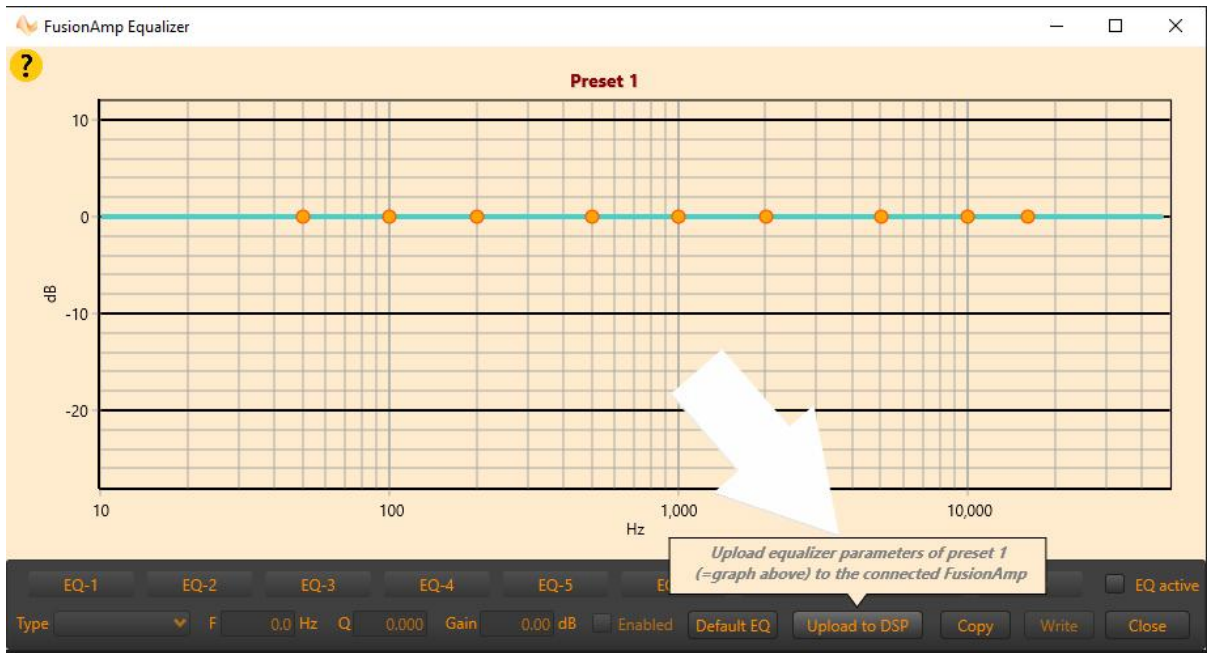 FusionAmp Equalizer
?
Preset 1
10
0
-10
-20
dB
10 100 1,000 10,000
Hz
Upload equalizer parameters of preset 1
(=graph above) to the connected FusionAmp
EQ-1 EQ-2 EQ-3 EQ-4 EQ-5 EQ active
Type F 0.0 Hz Q 0.000 Gain 0.00 dB Enabled Default EQ Upload to DSP Copy Write Close